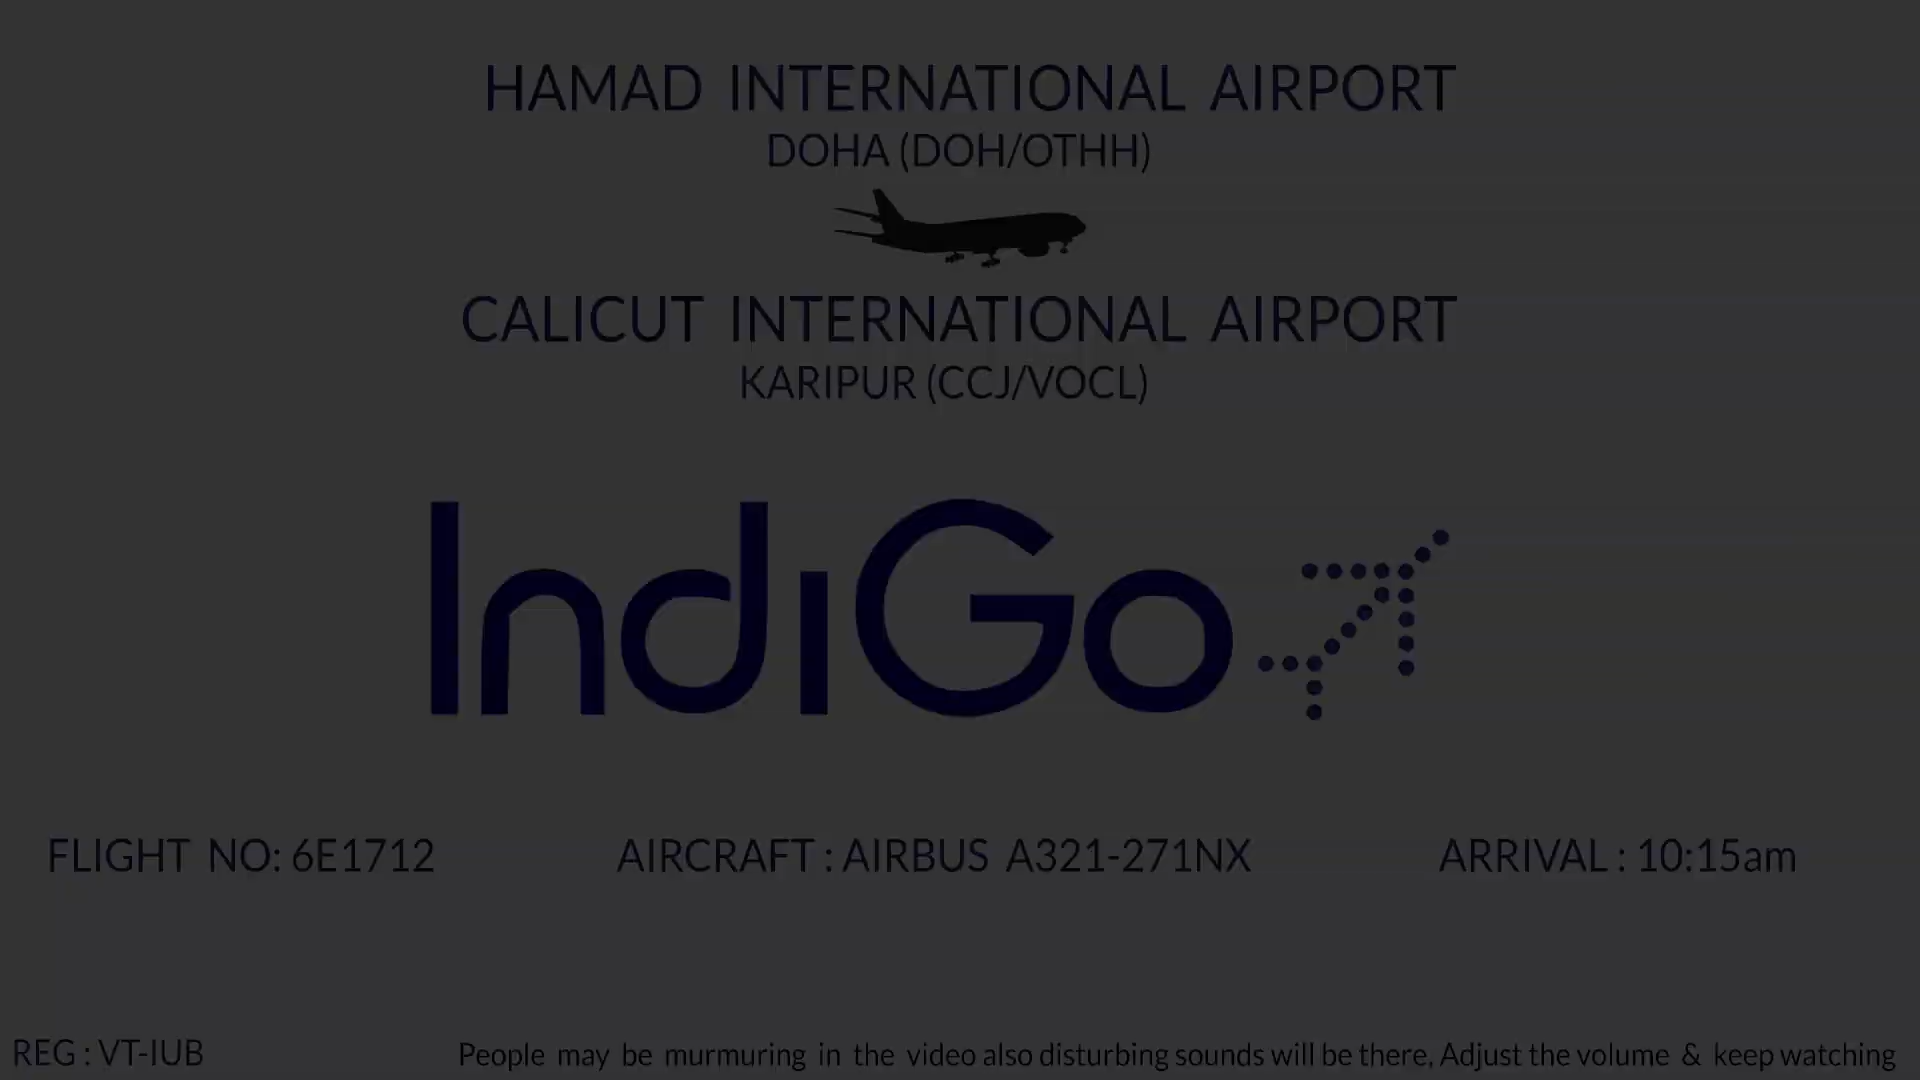 HAMAD INTERNATIONAL AIRPORT
DOHA (DOH/OTHH)
CALICUT INTERNATIONAL AIRPORT
KARIPUR (CCJ/VOCL)
IndiGo
FLIGHT NO: 6E1712 AIRCRAFT : AIRBUS A321-271NX ARRIVAL : 10:15am
REG : VT-IUB People may be murmuring in the video also disturbing sounds will be there, Adjust the volume & keep watching